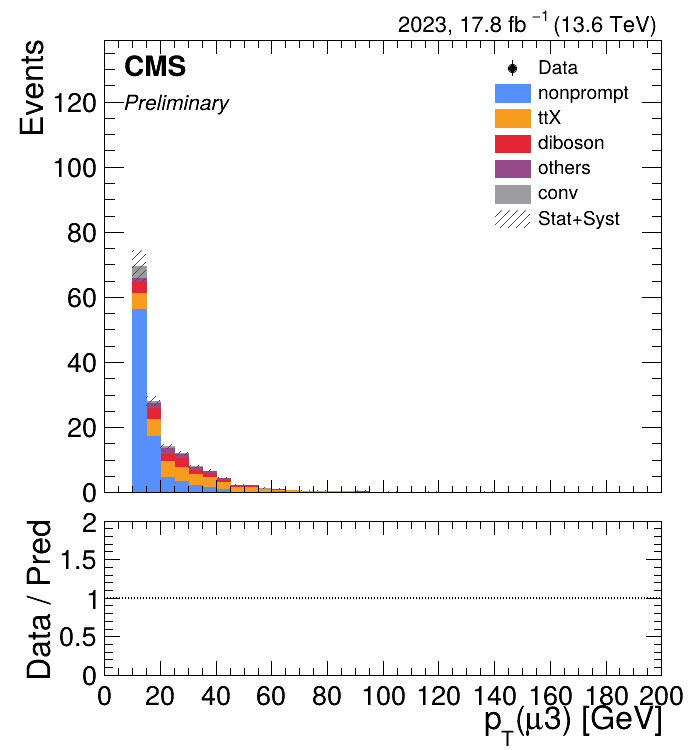 2023, 17.8 fb⁻¹ (13.6 TeV)
CMS
Preliminary
Events
120
100
80
60
40
20
0
Data
nonprompt
ttX
diboson
others
conv
Stat+Syst
Data / Pred
2
1.5
1
0.5
0
0 20 40 60 80 100 120 140 160 180 200
p_T(μ3) [GeV]